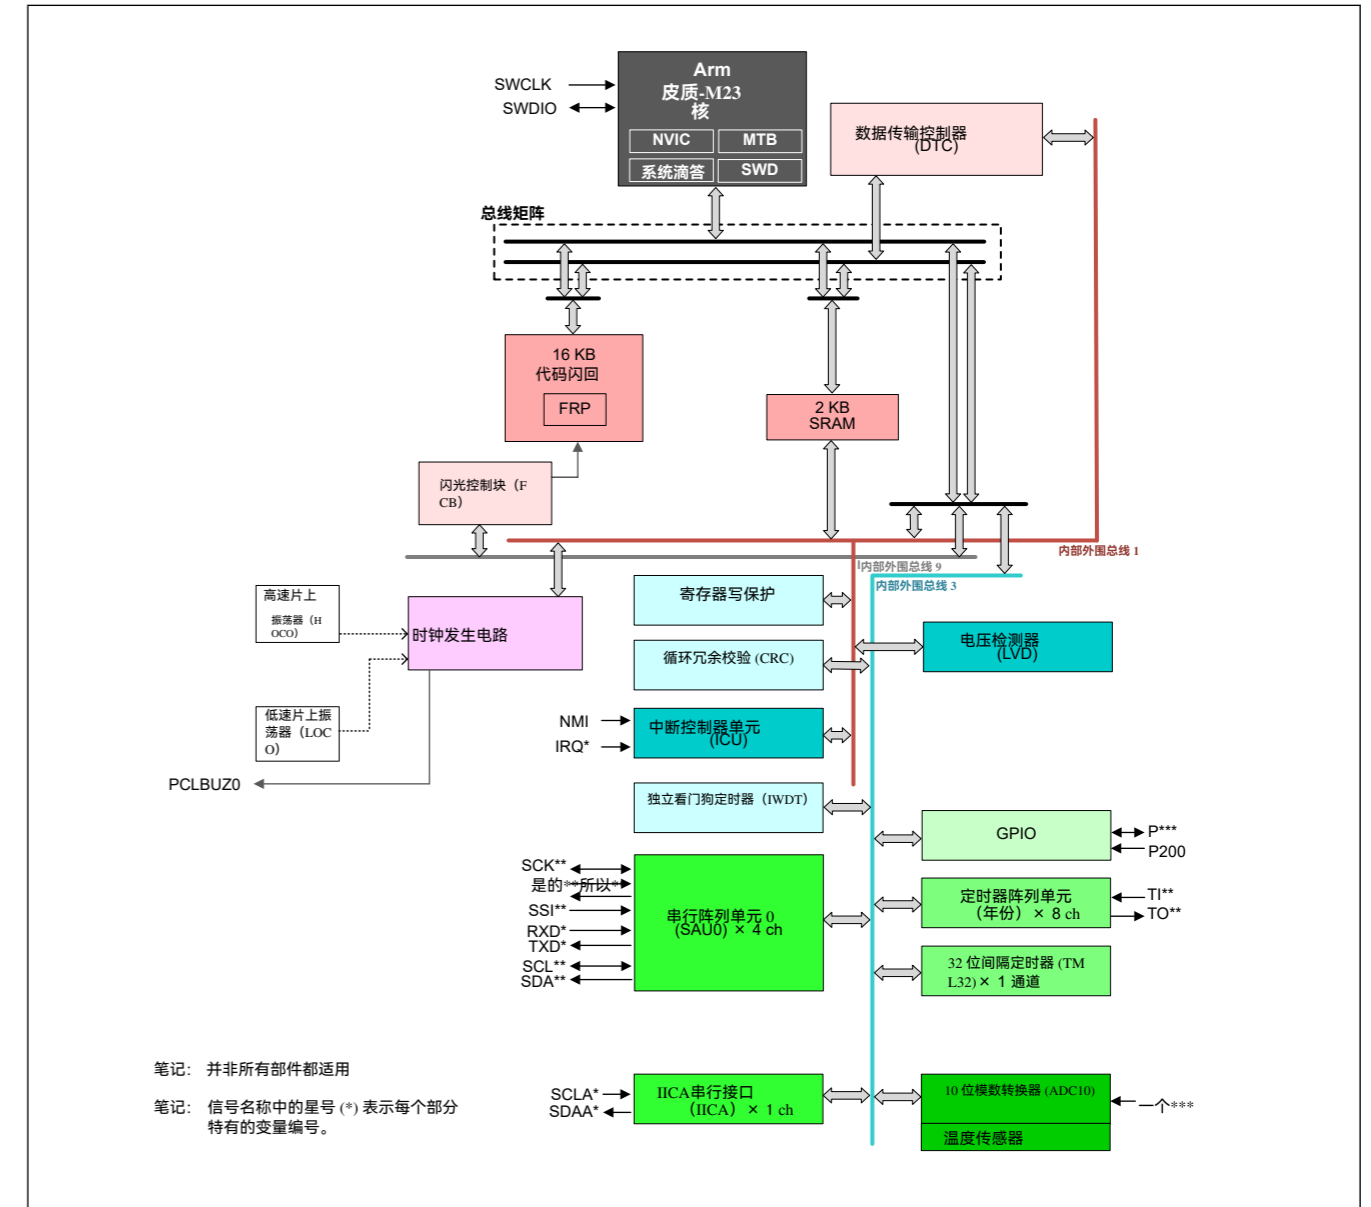 Arm
皮质-M23
核
SWCLK
SWDIO
NVIC
MTB
系统滴答
SWD
数据传输控制器
(DTC)
总线矩阵
16 KB
代码闪回
FRP
2 KB
SRAM
闪光控制块（F
CB）
内部外围总线 1
内部外围总线 9
内部外围总线 3
高速片上
振荡器（H
OCO）
时钟发生电路
低速片上振
荡器（LOC
O）
PCLBUZ0
寄存器写保护
循环冗余校验 (CRC)
电压检测器
(LVD)
NMI
IRQ*
中断控制器单元
(ICU)
独立看门狗定时器（IWDT）
GPIO
P***
P200
SCK**
是的**所以*
SSI**
RXD*
TXD*
SCL**
SDA**
串行阵列单元 0
(SAU0) × 4 ch
定时器阵列单元
（年份）× 8 ch
TI**
TO**
32 位间隔定时器 (TM
L32) × 1 通道
笔记： 并非所有部件都适用
笔记： 信号名称中的星号 (*) 表示每个部分
特有的变量编号。
SCLA*
SDAA*
IICA串行接口
（IICA）× 1 ch
10 位模数转换器 (ADC10)
一个***
温度传感器